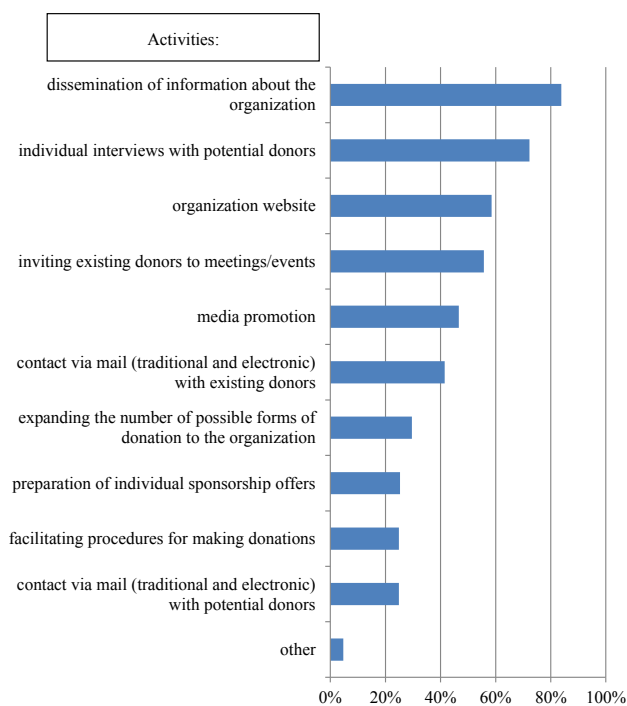 Activities:
dissemination of information about the
organization
individual interviews with potential donors
organization website
inviting existing donors to meetings/events
media promotion
contact via mail (traditional and electronic)
with existing donors
expanding the number of possible forms of
donation to the organization
preparation of individual sponsorship offers
facilitating procedures for making donations
contact via mail (traditional and electronic)
with potential donors
other
0% 20% 40% 60% 80% 100%